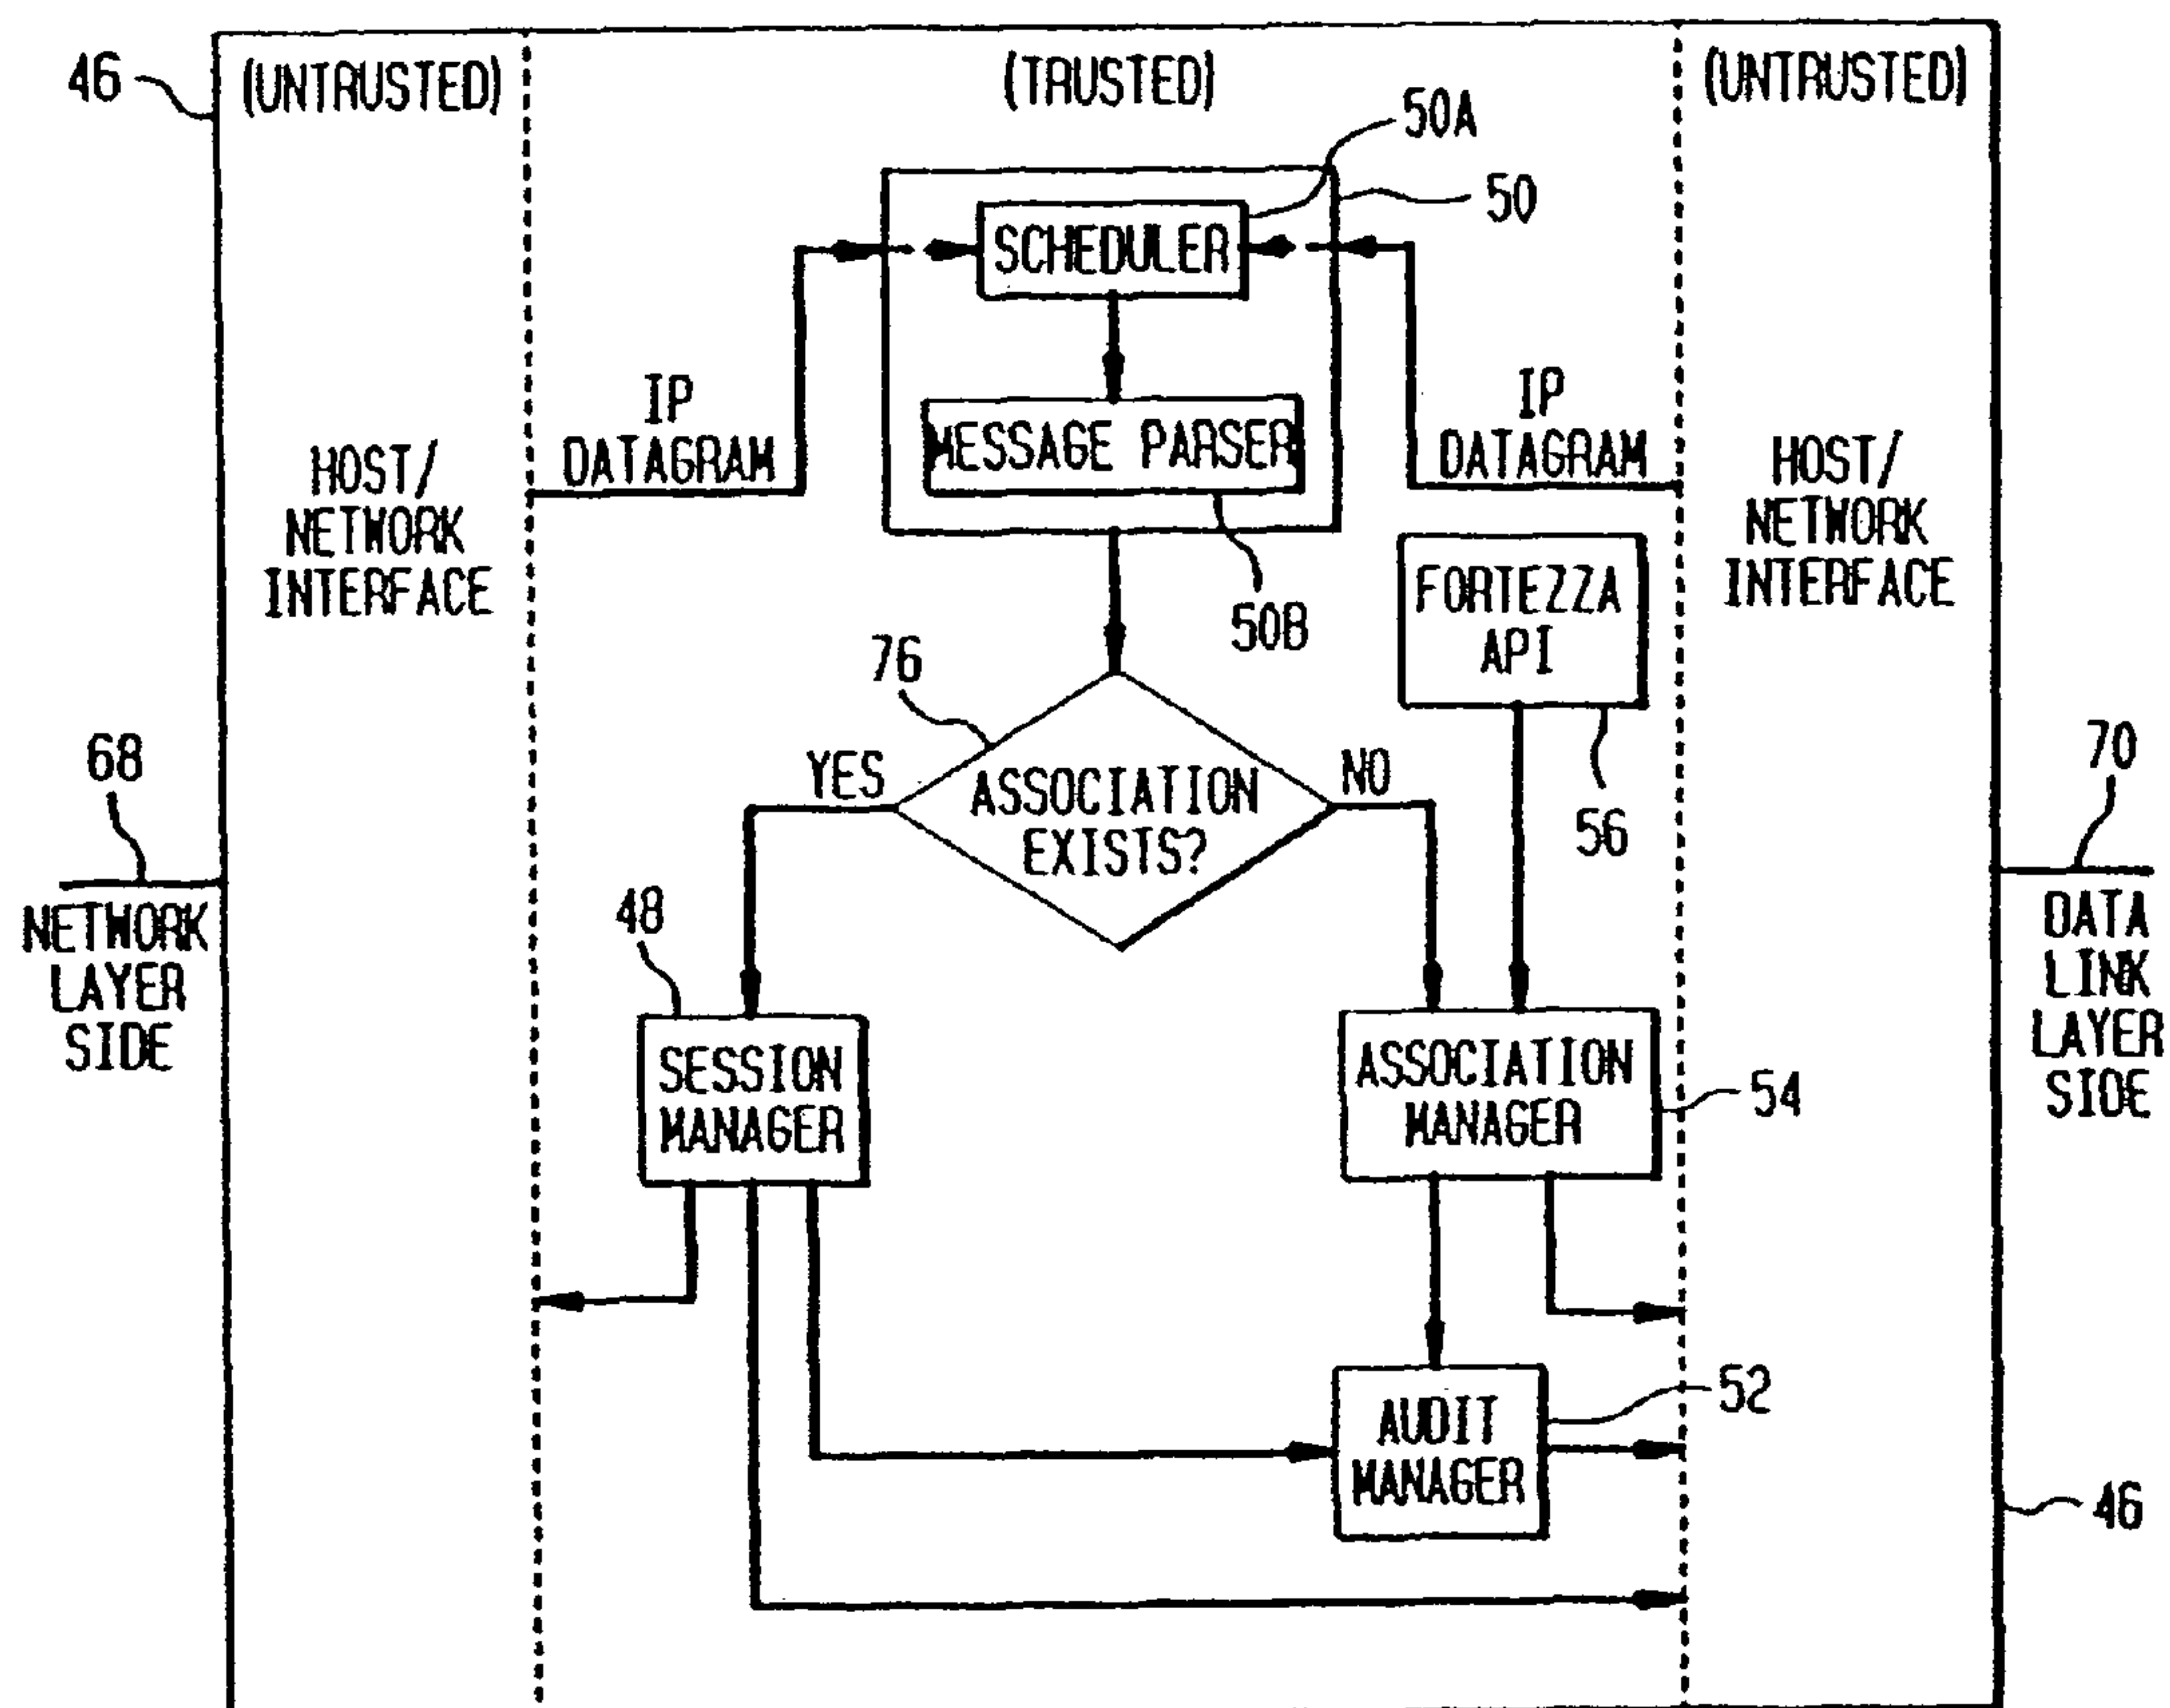 46
(UNTRUSTED)
(TRUSTED)
(UNTRUSTED)
50A
50
SCHEDULER
IP
DATAGRAM
MESSAGE PARSER
IP
DATAGRAM
HOST/
NETWORK
INTERFACE
HOST/
NETWORK
INTERFACE
50B
FORTEZZA
API
76
68
YES
ASSOCIATION
EXISTS?
NO
56
70
NETWORK
LAYER
SIDE
48
DATA
LINK
LAYER
SIDE
SESSION
MANAGER
ASSOCIATION
MANAGER
54
52
AUDIT
MANAGER
46